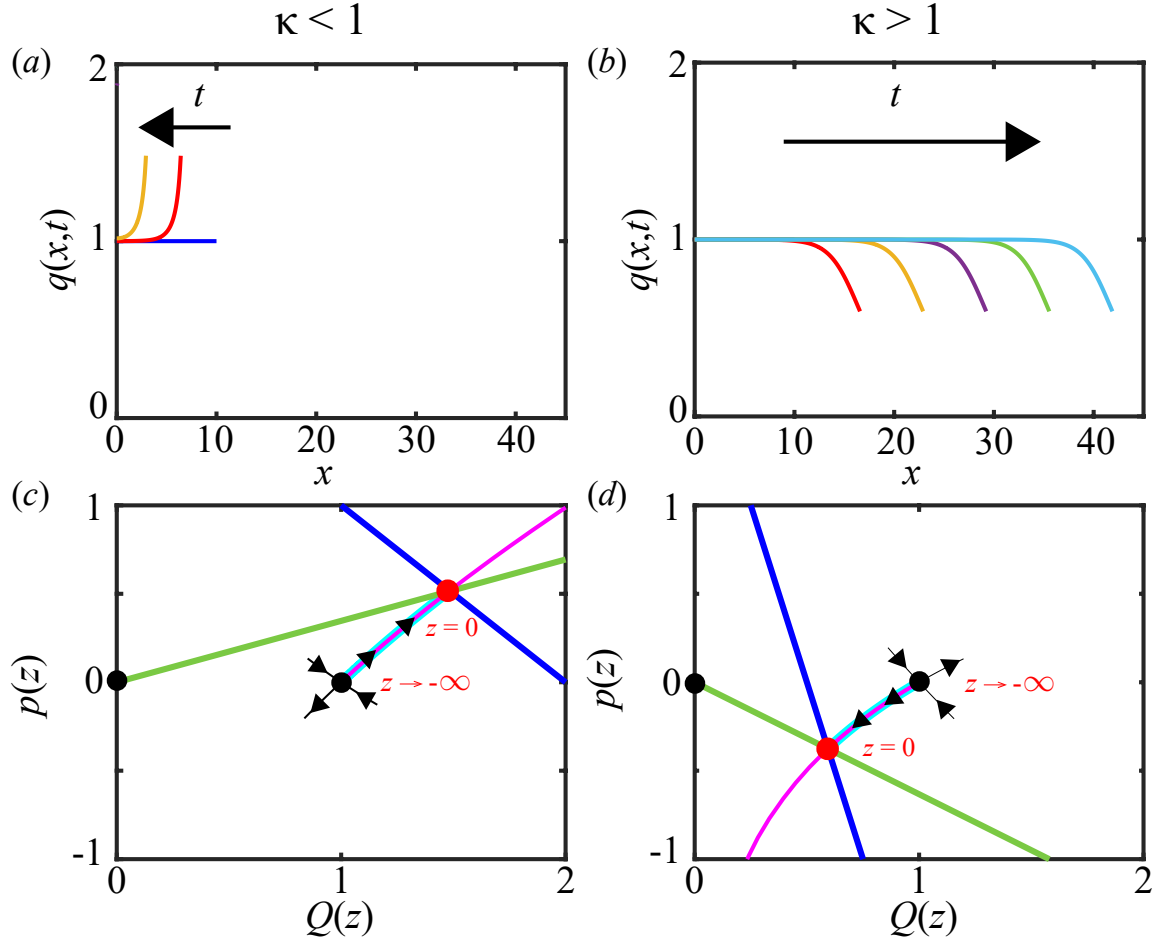 κ < 1
κ > 1
(a)
2
1
0
q(x,t)
t
0 10 20 30 40
x
(b)
2
1
0
q(x,t)
t
10 20 30 40
x
(c)
1
0
-1
p(z)
z = 0
z → -∞
0 1 2
Q(z)
(d)
1
0
-1
p(z)
z → -∞
z = 0
0 1 2
Q(z)